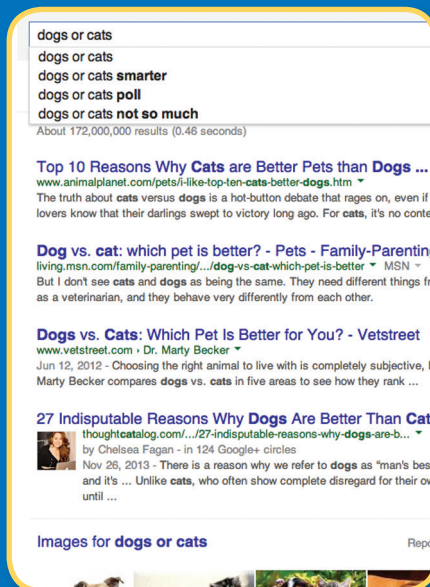 dogs or cats
dogs or cats
dogs or cats smarter
dogs or cats poll
dogs or cats not so much
About 172,000,000 results (0.46 seconds)
Top 10 Reasons Why Cats are Better Pets than Dogs ...
www.animalplanet.com/pets/i-like-top-ten-cats-better-dogs.htm
The truth about cats versus dogs is a hot-button debate that rages on, even if
lovers know that their darlings swept to victory long ago. For cats, it's no conte
Dog vs. cat: which pet is better? - Pets - Family-Parentin
living.msn.com/family-parenting/.../dog-vs-cat-which-pet-is-better MSN
But I don't see cats and dogs as being the same. They need different things fr
as a veterinarian, and they behave very differently from each other.
Dogs vs. Cats: Which Pet Is Better for You? - Vetstreet
www.vetstreet.com › Dr. Marty Becker
Jun 12, 2012 - Choosing the right animal to live with is completely subjective,
Marty Becker compares dogs vs. cats in five areas to see how they rank ...
27 Indisputable Reasons Why Dogs Are Better Than Cat
thoughtcatalog.com/.../27-indisputable-reasons-why-dogs-are-b...
by Chelsea Fagan - in 124 Google+ circles
Nov 26, 2013 - There is a reason why we refer to dogs as "man's bes
and it's ... Unlike cats, who often show complete disregard for their ow
until ...
Images for dogs or cats
Repo